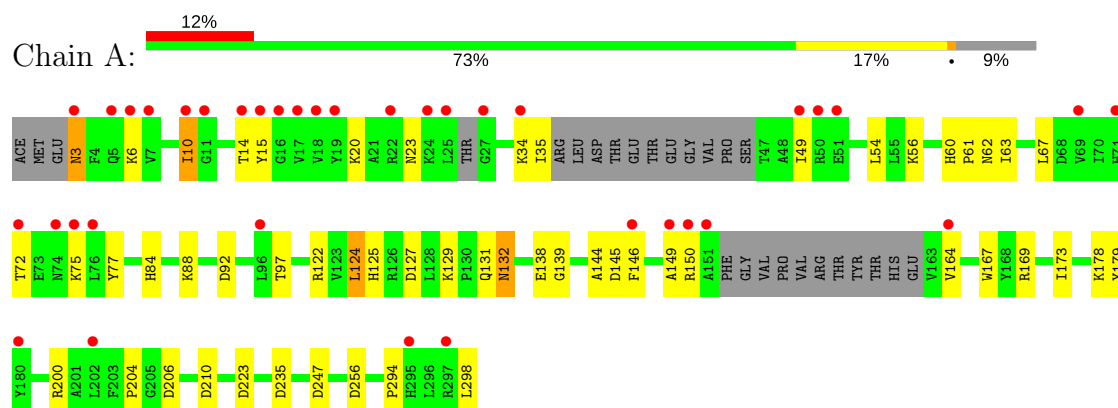 12%
Chain A:
73% 17% • 9%
ACE MET GLU N3 F4 Q5 K6 V7 I10 G11 T14 Y15 G16 V17 V18 Y19 K20 A21 R22 N23 K24 L25 THR G27 K34 I35 ARG LEU ASP THR GLU THR GLU GLY VAL PRO SER T47 A48 I49 R50 E51 L54 L55 K56 H60 P61 N62 I63 L67 D68 V69 I70 H71
T72 E73 N74 K75 L76 Y77 H84 K88 D92 L96 T97 R122 V123 L124 H125 R126 D127 L128 K129 P130 Q131 N132 E138 G139 A144 D145 F146 A149 R150 A151 PHE GLY VAL PRO VAL ARG THR TYR THR HIS GLU V163 V164 W167 Y168 R169 I173 K178 Y179
Y180 R200 A201 L202 F203 P204 G205 D206 D210 D223 D235 D247 D256 P294 H295 L296 R297 L298